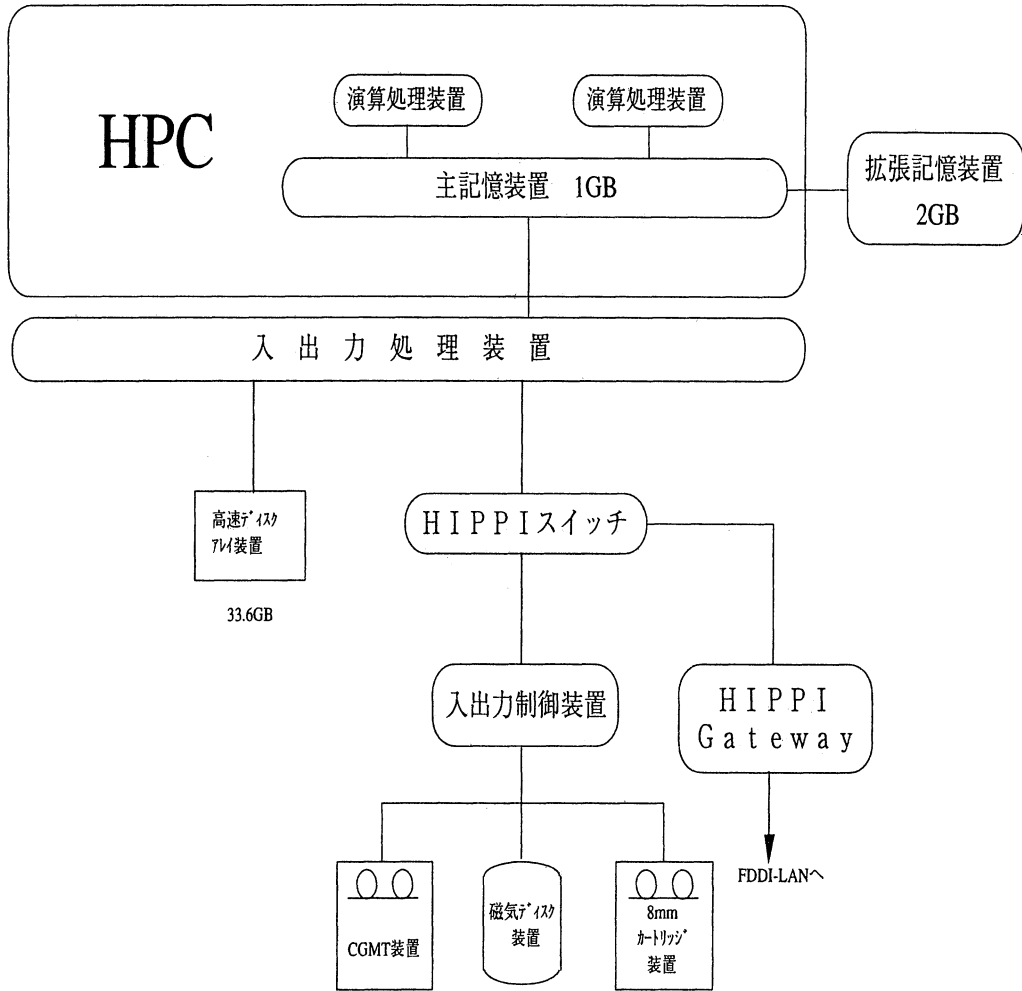 HPC
演算処理装置
演算処理装置
主記憶装置 1GB
拡張記憶装置
2GB
入出力処理装置
高速ディスク
アレイ装置
33.6GB
HIPPIスイッチ
入出力制御装置
HIPPI
Gateway
FDDI-LANへ
CGMT装置
磁気ディスク
装置
8mm
カートリッジ
装置